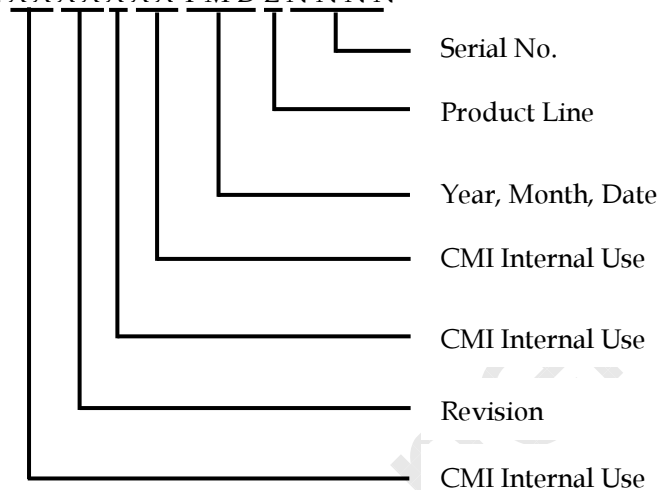 Serial No.
Product Line
Year, Month, Date
CMI Internal Use
CMI Internal Use
Revision
CMI Internal Use